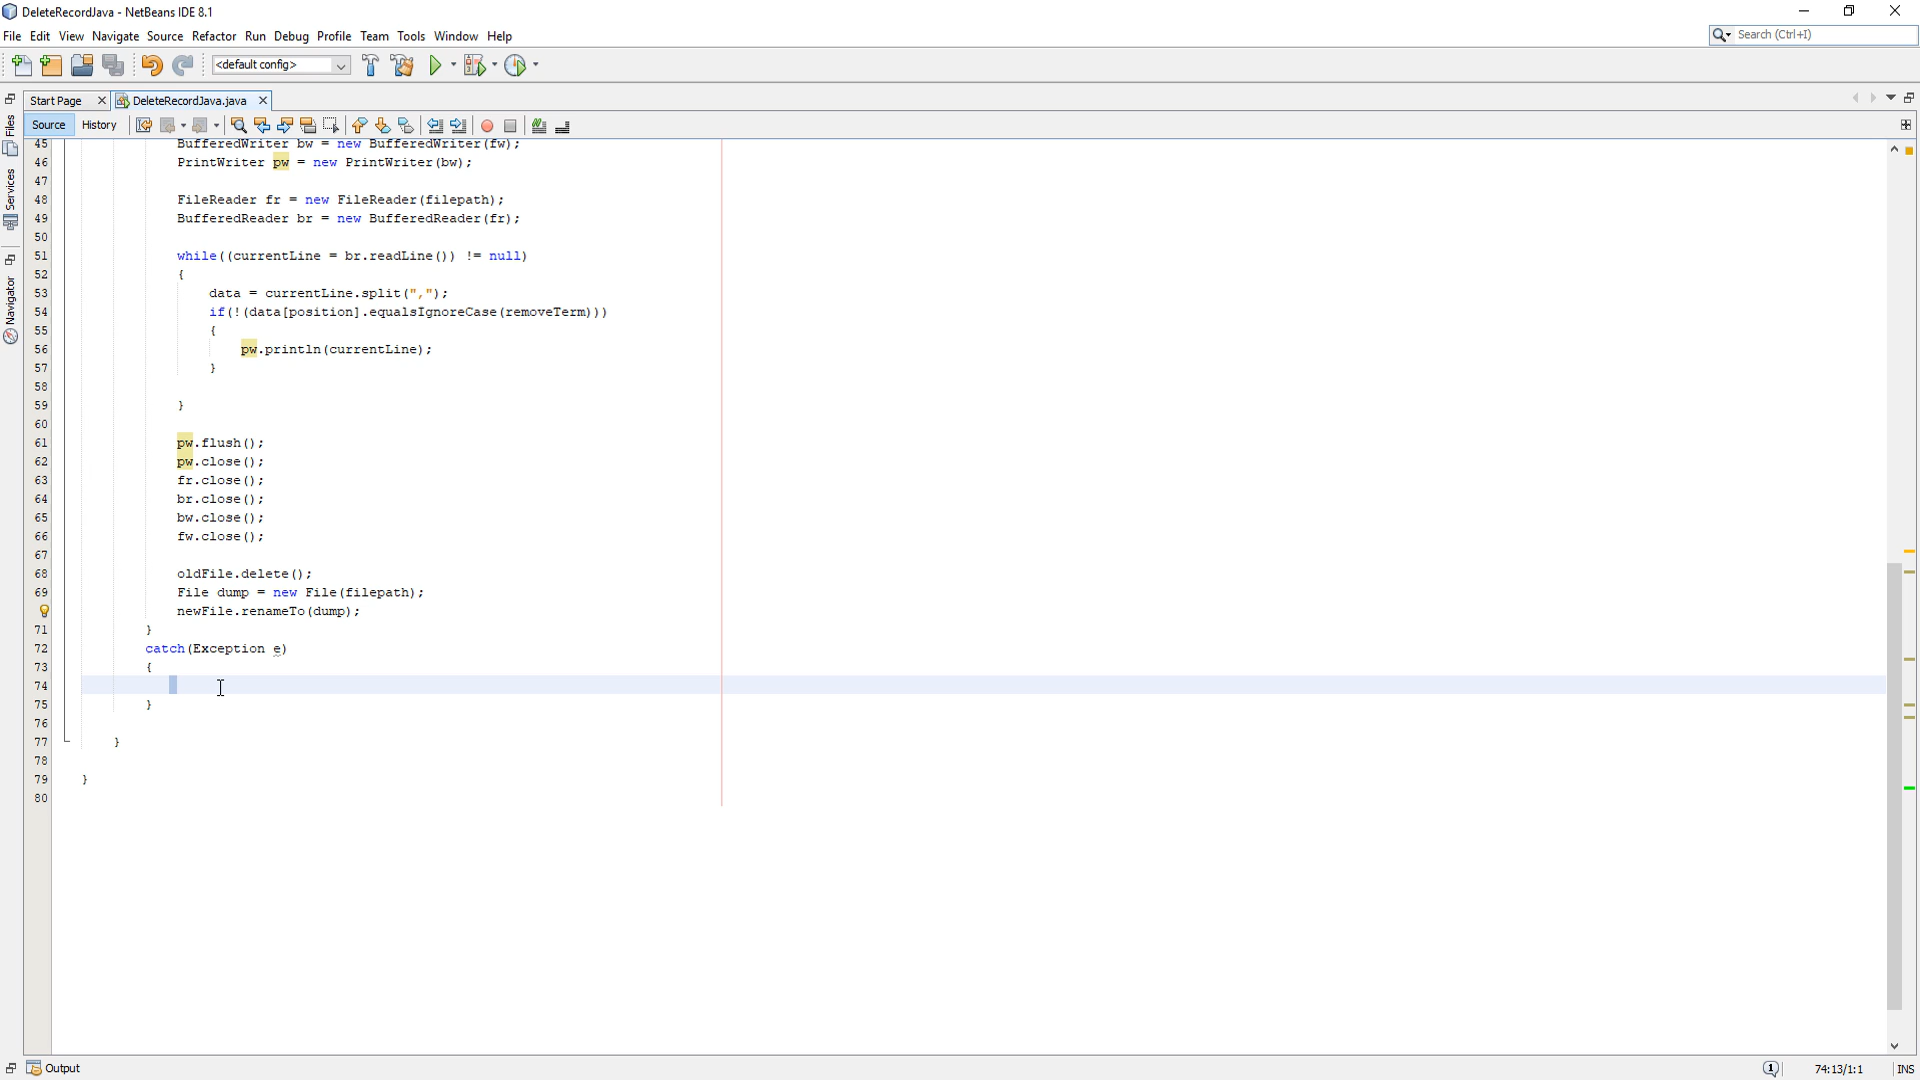 DeleteRecordJava - NetBeans IDE 8.1
File Edit View Navigate Source Refactor Run Debug Profile Team Tools Window Help
Search (Ctrl+I)
<default config>
Start Page DeleteRecordJava.java
Source History
Files
Services
Navigator
45 BufferedWriter bw = new BufferedWriter(fw);
46 PrintWriter pw = new PrintWriter(bw);
47
48 FileReader fr = new FileReader(filepath);
49 BufferedReader br = new BufferedReader(fr);
50
51 while((currentLine = br.readLine()) != null)
52 {
53 data = currentLine.split(",");
54 if(!(data[position].equalsIgnoreCase(removeTerm)))
55 {
56 pw.println(currentLine);
57 }
58
59 }
60
61 pw.flush();
62 pw.close();
63 fr.close();
64 br.close();
65 bw.close();
66 fw.close();
67
68 oldFile.delete();
69 File dump = new File(filepath);
newFile.renameTo(dump);
71 }
72 catch(Exception e)
73 {
74
75 }
76
77 }
78
79 }
80
Output
1
74:13/1:1
INS